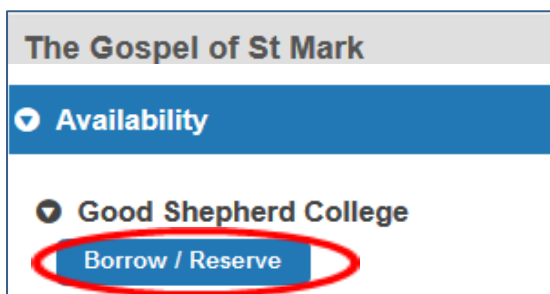 The Gospel of St Mark
Availability
Good Shepherd College
Borrow / Reserve